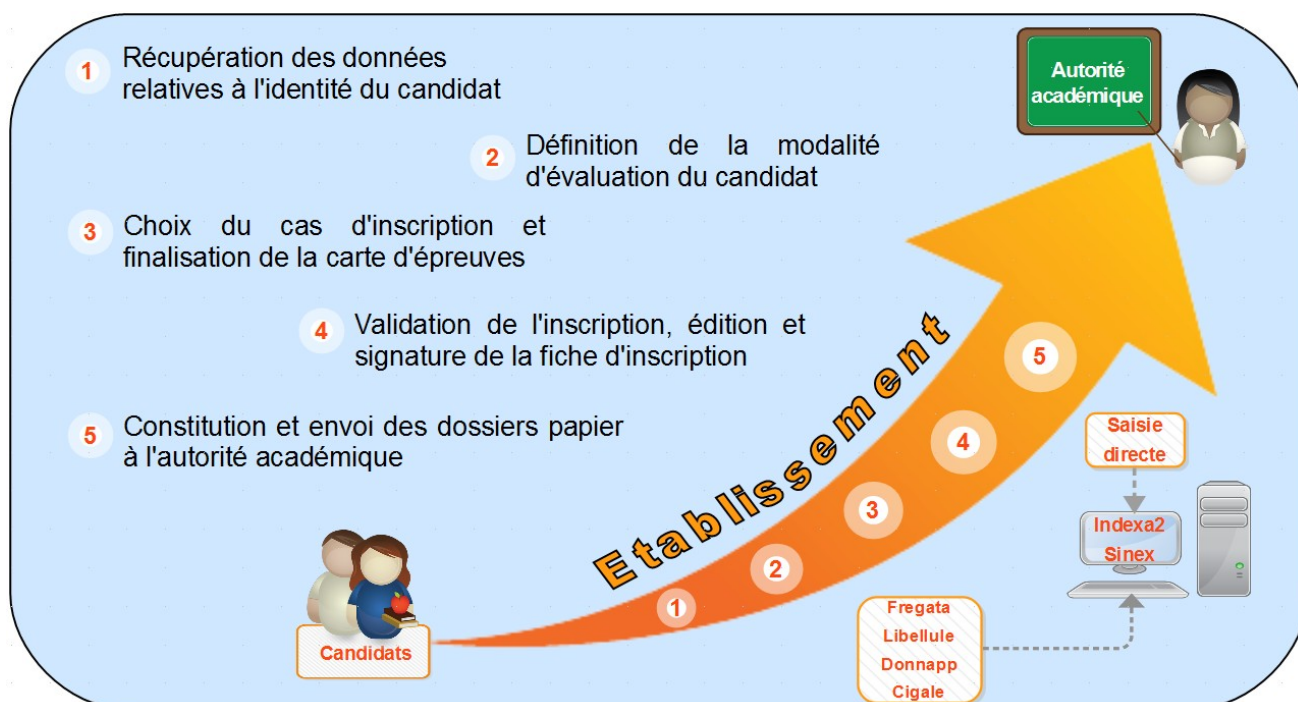 1
Récupération des données
relatives à l'identité du candidat
2
Définition de la modalité
d'évaluation du candidat
3
Choix du cas d'inscription et
finalisation de la carte d'épreuves
4
Validation de l'inscription, édition et
signature de la fiche d'inscription
5
Constitution et envoi des dossiers papier
à l'autorité académique
Autorité
académique
Etablissement
1
2
3
4
5
Candidats
Saisie
directe
Indexa2
Sinex
Fregata
Libellule
Donnapp
Cigale